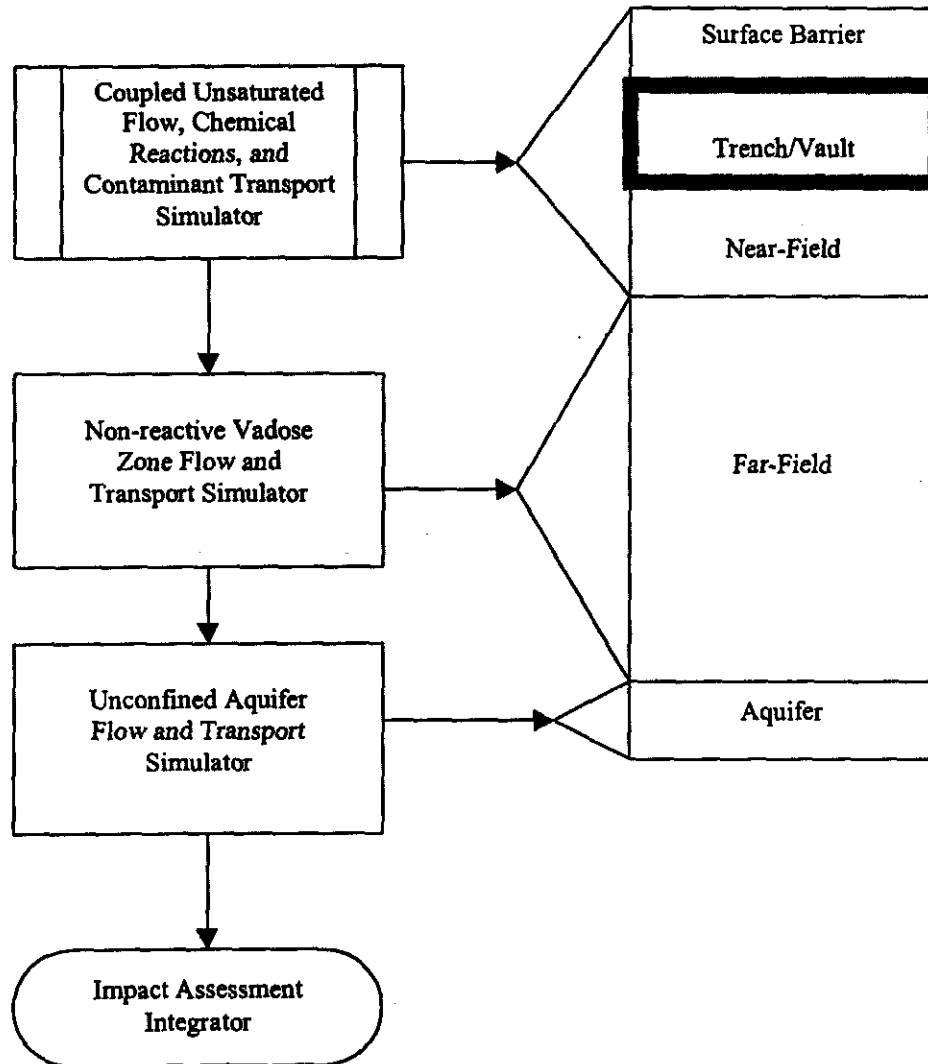 Coupled Unsaturated
Flow, Chemical
Reactions, and
Contaminant Transport
Simulator
Surface Barrier
Trench/Vault
Near-Field
Non-reactive Vadose
Zone Flow and
Transport Simulator
Far-Field
Unconfined Aquifer
Flow and Transport
Simulator
Aquifer
Impact Assessment
Integrator